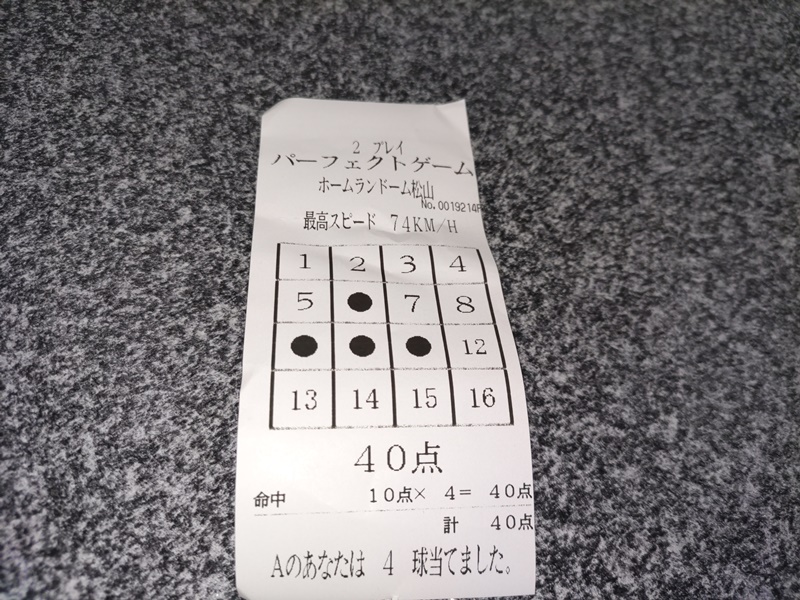 2 プレイ
パーフェクトゲーム
ホームランドーム松山
No.0019214
最高スピード 74KM/H
1 2 3 4
5 ● 7 8
● ● ● 12
13 14 15 16
40点
命中 10点× 4= 40点
計 40点
Aのあなたは 4 球当てました。